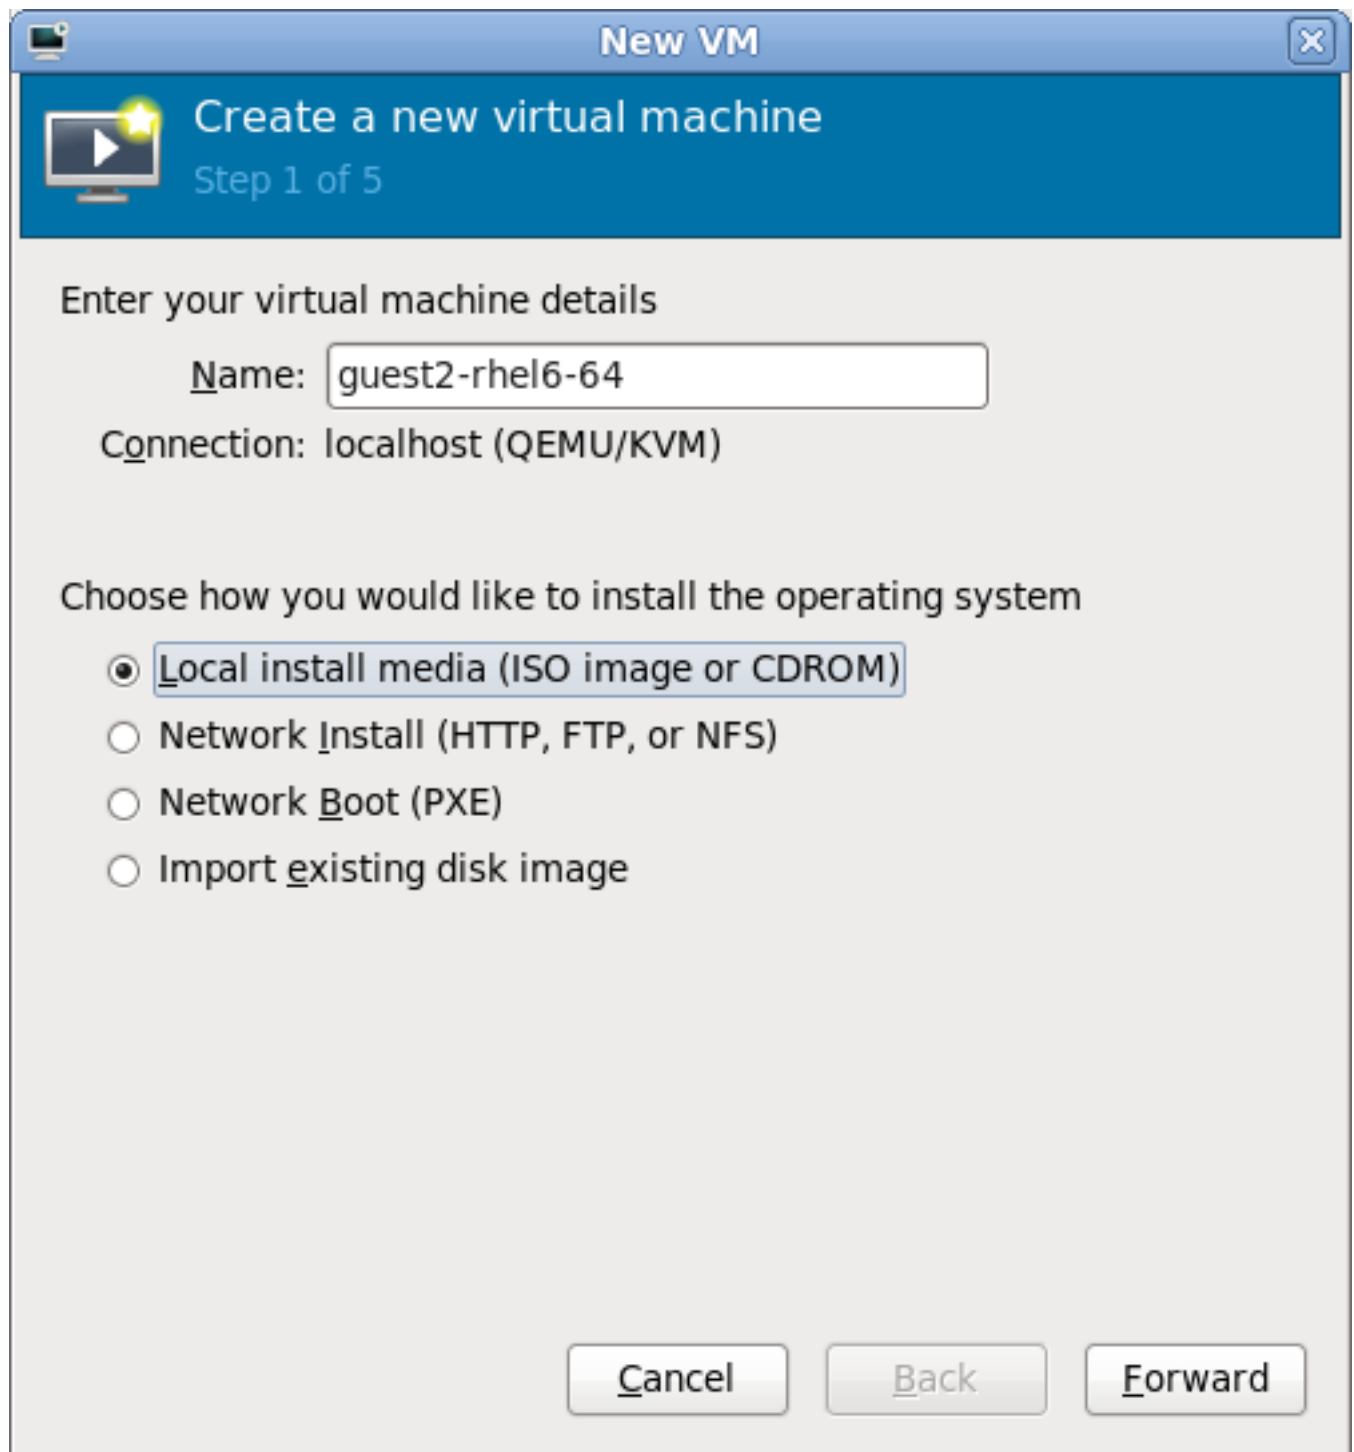 New VM
Create a new virtual machine
Step 1 of 5
Enter your virtual machine details
Name: guest2-rhel6-64
Connection: localhost (QEMU/KVM)
Choose how you would like to install the operating system
Local install media (ISO image or CDROM)
Network Install (HTTP, FTP, or NFS)
Network Boot (PXE)
Import existing disk image
Cancel Back Forward